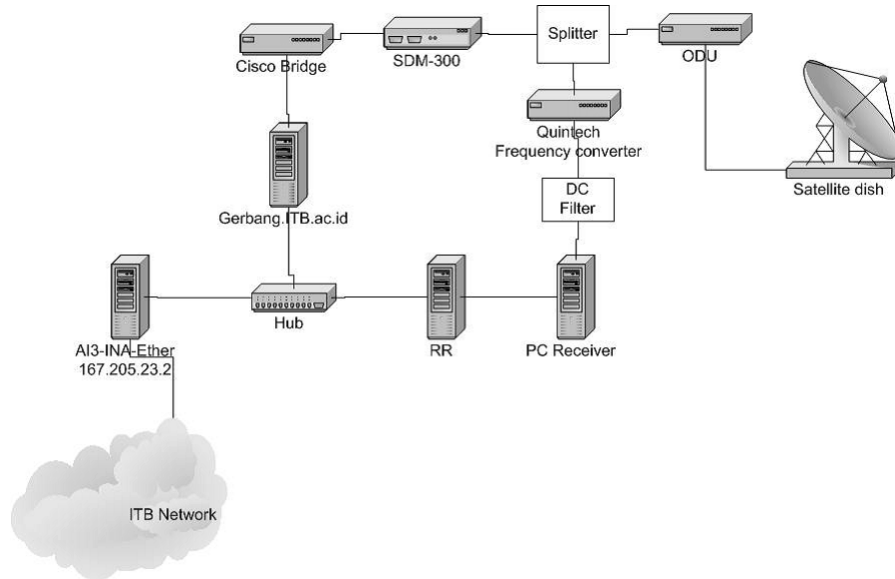 Splitter
Cisco Bridge
SDM-300
ODU
Quintech
Frequency converter
DC
Filter
Satellite dish
Gerbang.ITB.ac.id
Hub
AI3-INA-Ether
167.205.23.2
RR
PC Receiver
ITB Network